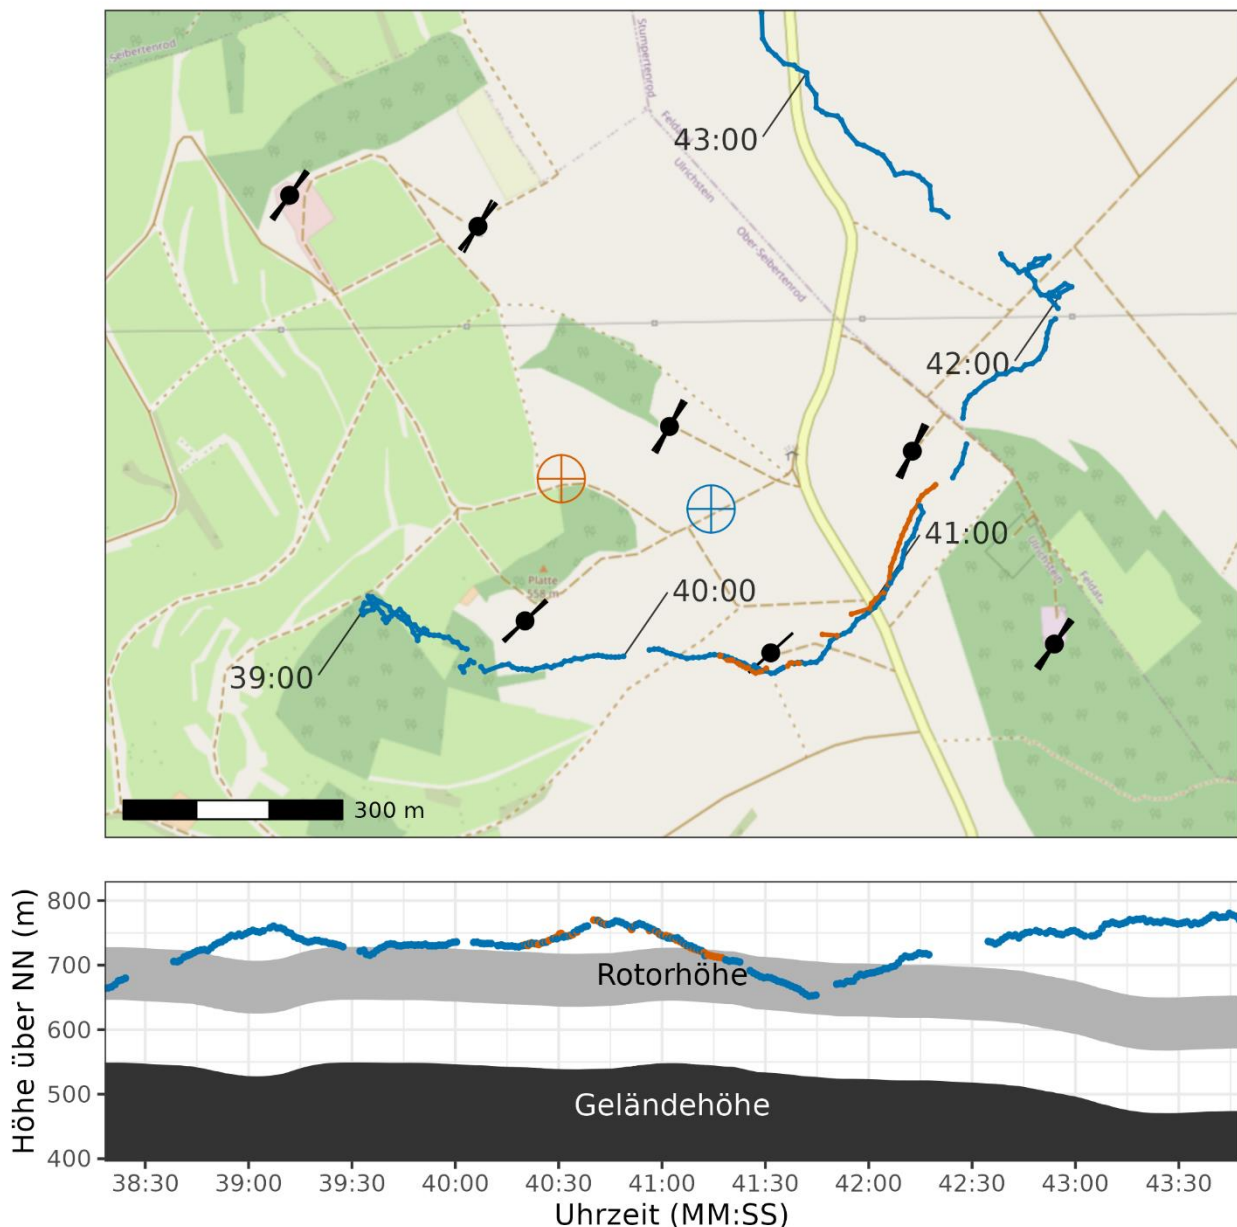 Seibertenrod
Stumpertenrod
Ulrichstein
Ober-Seibertenrod
43:00
42:00
41:00
40:00
39:00
Platte
558 m
Ulrichstein
Feldata
300 m
Höhe über NN (m)
800
700
600
500
400
Rotorhöhe
Geländehöhe
38:30 39:00 39:30 40:00 40:30 41:00 41:30 42:00 42:30 43:00 43:30
Uhrzeit (MM:SS)